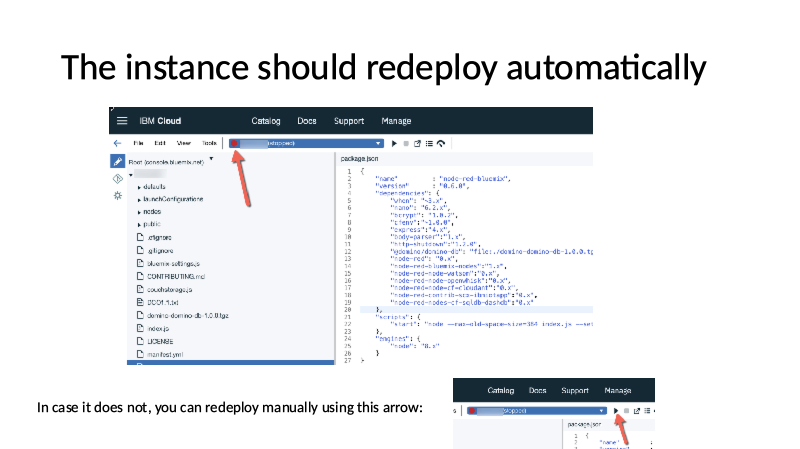 The instance should redeploy automatically
IBM Cloud Catalog Docs Support Manage
File Edit View Tools (stopped)
Root (console.bluemix.net) package.json
defaults
launchConfigurations
nodes
public
.cfignore
.gitignore
bluemix-settings.js
CONTRIBUTING.md
couchstorage.js
DCO1.1.txt
domino-domino-db-1.0.0.tgz
index.js
LICENSE
manifest.yml
1 {
2 "name" : "node-red-bluemix",
3 "version" : "0.6.0",
4 "dependencies": {
5 "when": "~3.x",
6 "nano": "6.2.x",
7 "bcrypt": "1.0.2",
8 "cfenv":"~1.0.0",
9 "express":"4.x",
10 "body-parser":"1.x",
11 "http-shutdown":"1.2.0",
12 "@domino/domino-db": "file:./domino-domino-db-1.0.0.tg
13 "node-red": "0.x",
14 "node-red-bluemix-nodes":"1.x",
15 "node-red-node-watson":"0.x",
16 "node-red-node-openwhisk":"0.x",
17 "node-red-node-cf-cloudant":"0.x",
18 "node-red-contrib-scx-ibmiotapp":"0.x",
19 "node-red-nodes-cf-sqldb-dashdb":"0.x"
20 },
21 "scripts": {
22 "start": "node --max-old-space-size=384 index.js --set
23 },
24 "engines": {
25 "node": "8.x"
26 }
27 }
In case it does not, you can redeploy manually using this arrow:
Catalog Docs Support Manage
s (stopped)
package.json
1 {
2 "name" :